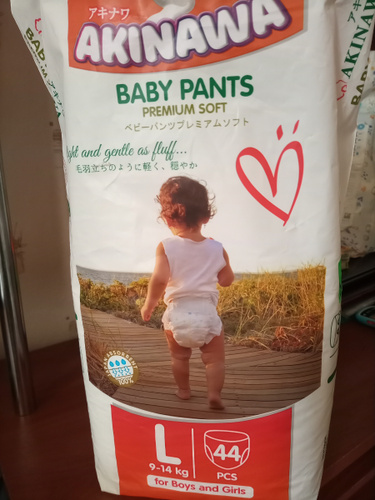 アキナワ
AKINAWA
BABY PANTS
PREMIUM SOFT
ベビーパンツプレミアムソフト
ght and gentle as fluff...
毛羽立ちのように軽く、穏やか
100%
L
9-14 kg
44
PCS
for Boys and Girls
AKINAWA